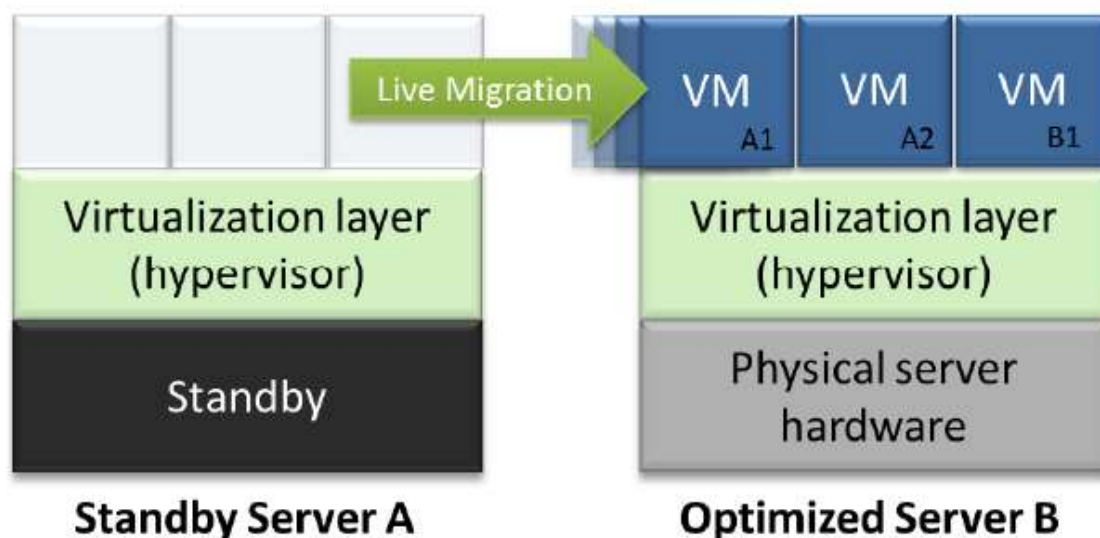 Live Migration
VM
A1
VM
A2
VM
B1
Virtualization layer
(hypervisor)
Virtualization layer
(hypervisor)
Standby
Physical server
hardware
Standby Server A
Optimized Server B